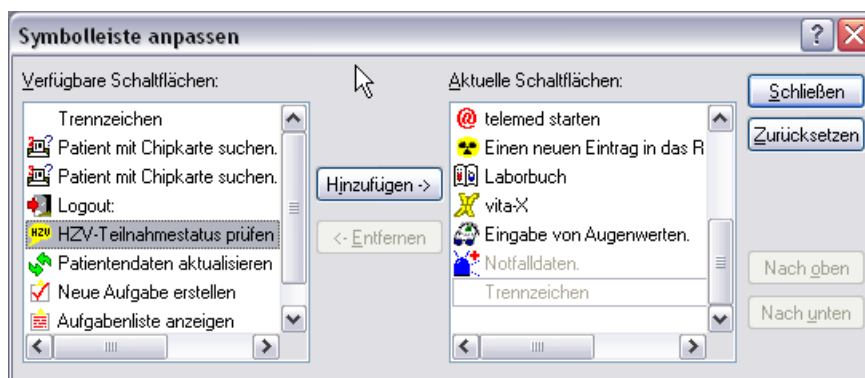 Symbolleiste anpassen
Verfügbare Schaltflächen:
Trennzeichen
Patient mit Chipkarte suchen.
Patient mit Chipkarte suchen.
Logout:
HZV HZV-Teilnahmestatus prüfen
Patientendaten aktualisieren
Neue Aufgabe erstellen
Aufgabenliste anzeigen
Hinzufügen ->
<- Entfernen
Aktuelle Schaltflächen:
@ telemed starten
Einen neuen Eintrag in das R
Laborbuch
vita-X
Eingabe von Augenwerten.
Notfalldaten.
Trennzeichen
Schließen
Zurücksetzen
Nach oben
Nach unten